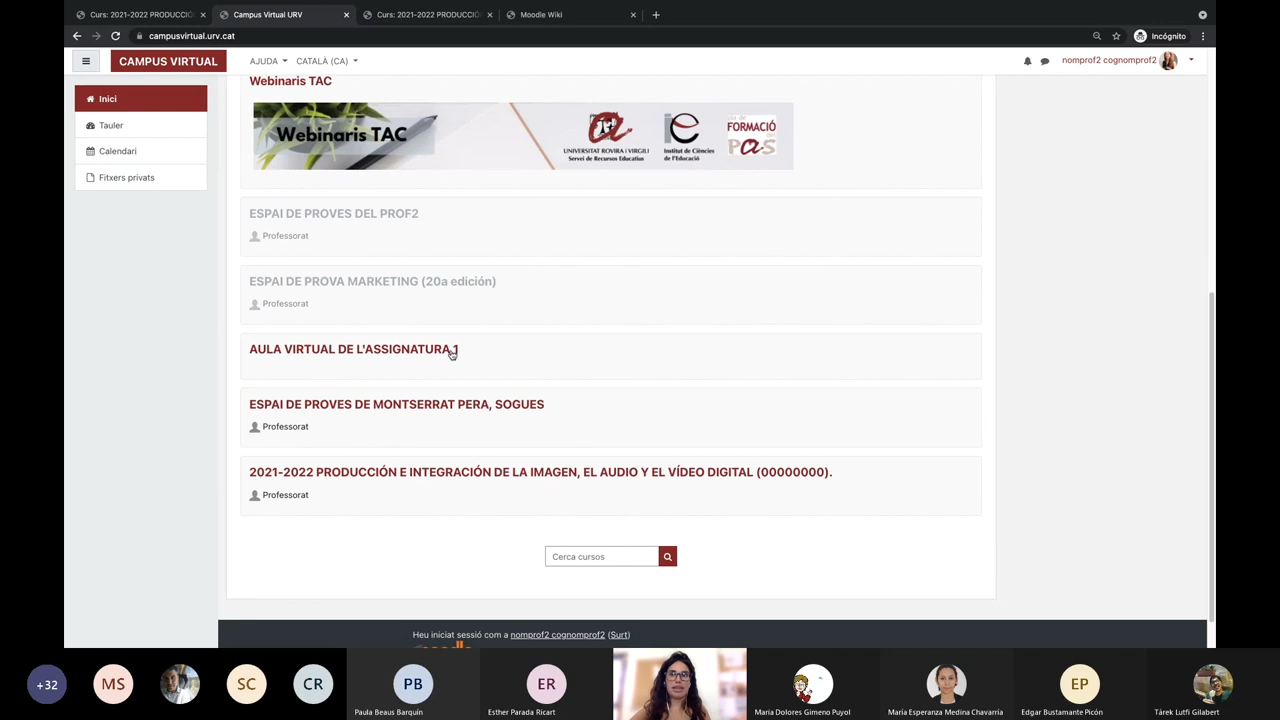 Curs: 2021-2022 PRODUCCIÓ
Campus Virtual URV
Curs: 2021-2022 PRODUCCIÓ
Moodle Wiki
campusvirtual.urv.cat
Incógnito
CAMPUS VIRTUAL
AJUDA
CATALÀ (CA)
nomprof2 cognomprof2
Inici
Tauler
Calendari
Fitxers privats
Webinaris TAC
Webinaris TAC
UNIVERSITAT ROVIRA i VIRGILI
Servei de Recursos Educatius
Institut de Ciències
de l'Educació
FORMACIÓ
PAS
ESPAI DE PROVES DEL PROF2
Professorat
ESPAI DE PROVA MARKETING (20a edición)
Professorat
AULA VIRTUAL DE L'ASSIGNATURA 1
ESPAI DE PROVES DE MONTSERRAT PERA, SOGUES
Professorat
2021-2022 PRODUCCIÓN E INTEGRACIÓN DE LA IMAGEN, EL AUDIO Y EL VÍDEO DIGITAL (00000000).
Professorat
Cerca cursos
Heu iniciat sessió com a nomprof2 cognomprof2 (Surt)
+32
MS
SC
CR
PB
Paula Beaus Barquín
ER
Esther Parada Ricart
María Dolores Gimeno Puyol
María Esperanza Medina Chavarría
EP
Edgar Bustamante Picón
Tárek Lutfi Gilabert